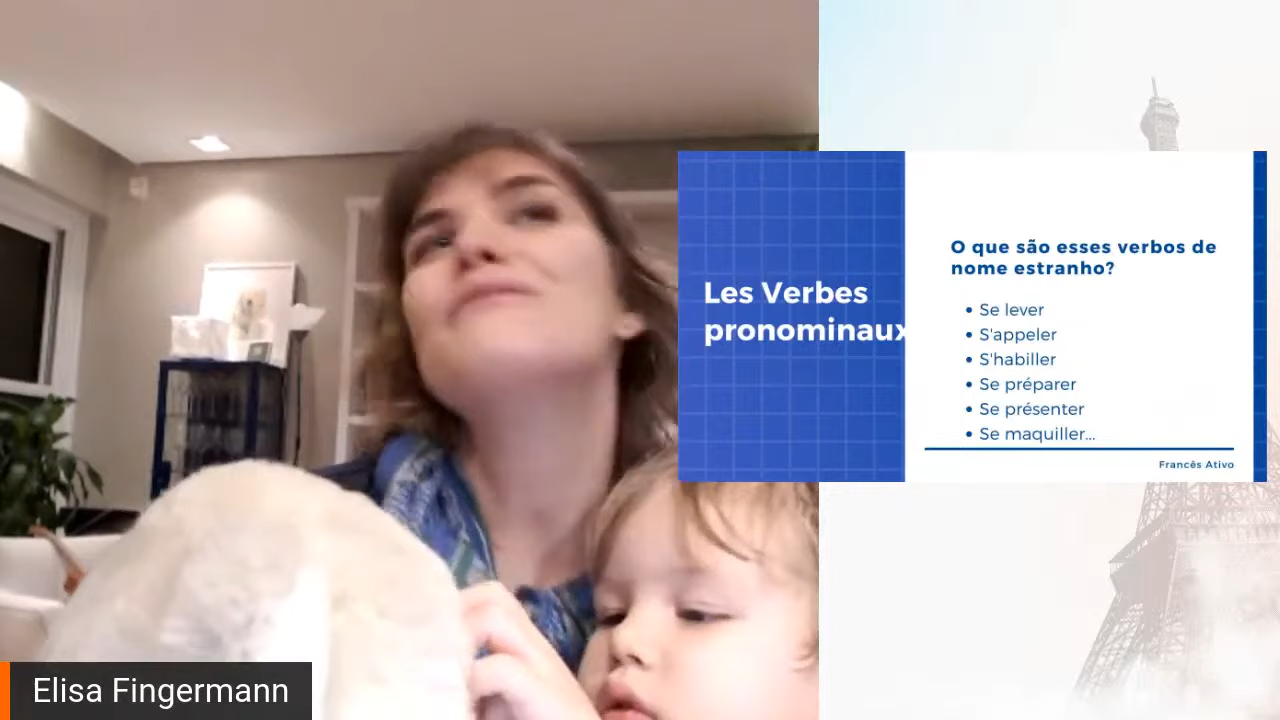 Les Verbes
pronominaux
O que são esses verbos de
nome estranho?
• Se lever
• S'appeler
• S'habiller
• Se préparer
• Se présenter
• Se maquiller...
Francês Ativo
Elisa Fingermann